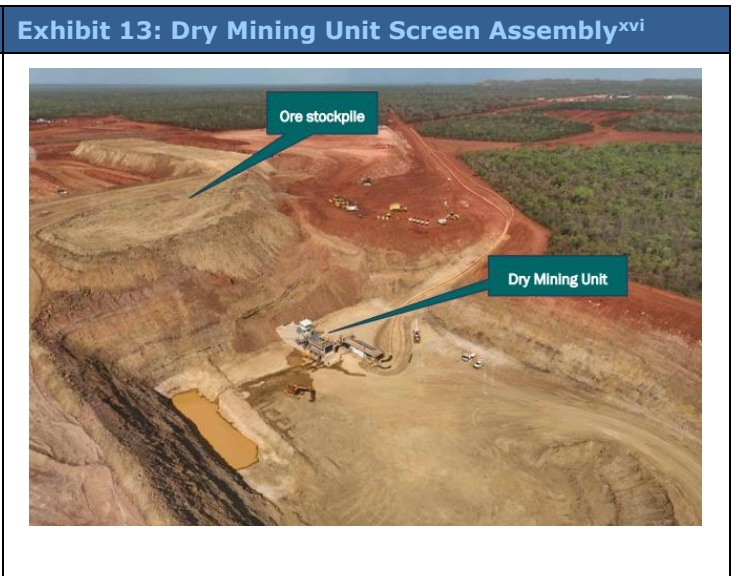 Exhibit 13: Dry Mining Unit Screen Assemblyxvi
Ore stockpile
Dry Mining Unit